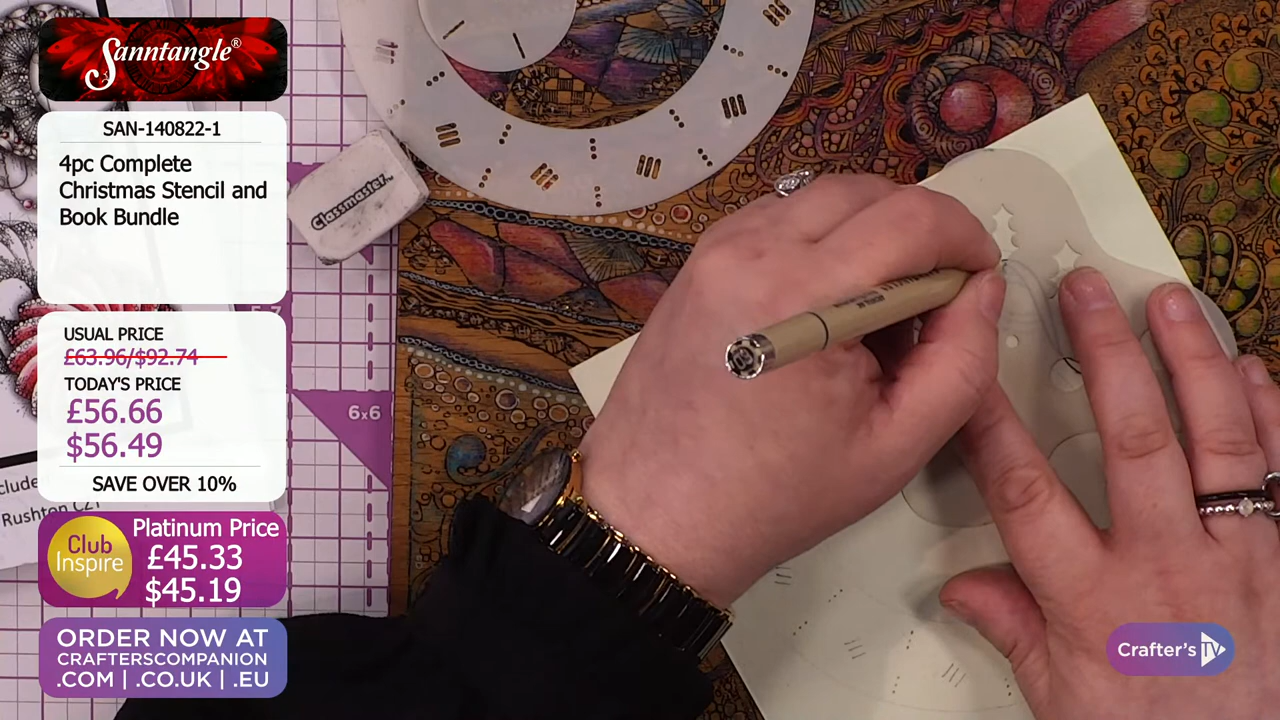 Sanntangle®
SAN-140822-1
4pc Complete
Christmas Stencil and
Book Bundle
USUAL PRICE
£63.96/$92.74
TODAY'S PRICE
£56.66
$56.49
SAVE OVER 10%
Club
Inspire
Platinum Price
£45.33
$45.19
ORDER NOW AT
CRAFTERSCOMPANION
.COM | .CO.UK | .EU
Classmaster
6x6
Rushton CZT
Crafter's TV